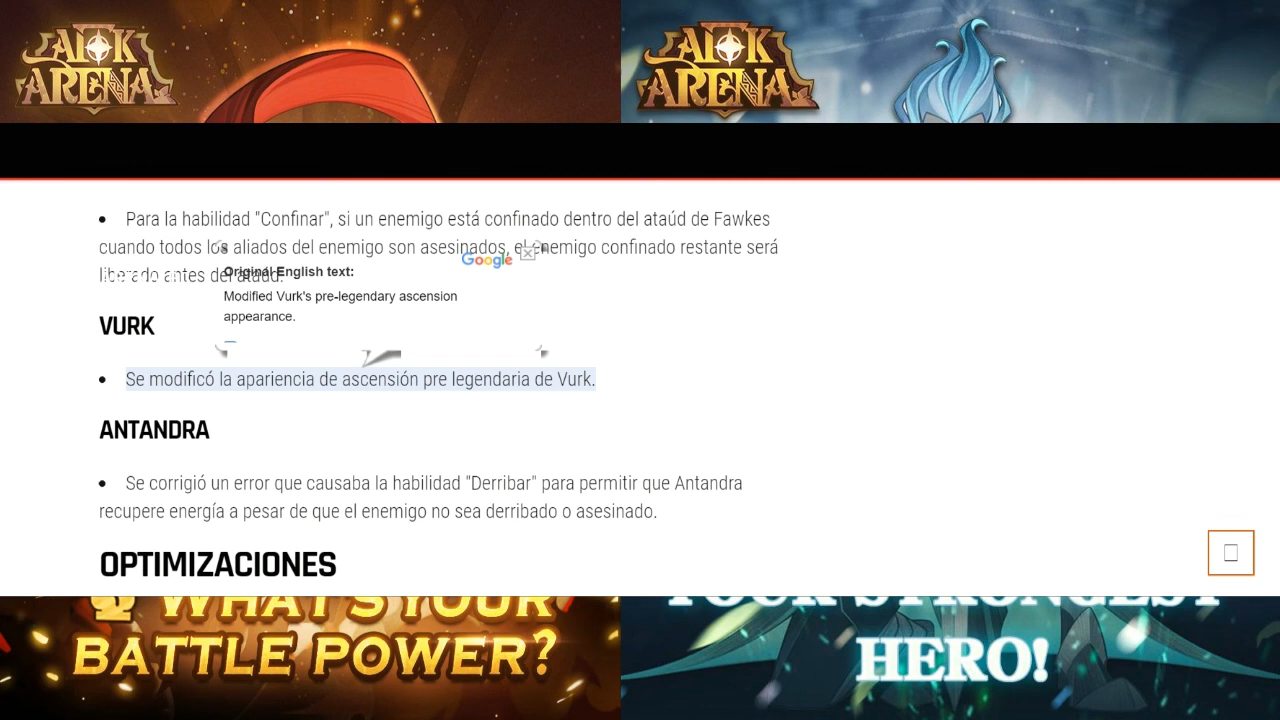 AFK
ARENA
AFK
ARENA
Para la habilidad "Confinar", si un enemigo está confinado dentro del ataúd de Fawkes
cuando todos los aliados del enemigo son asesinados, el enemigo confinado restante será
liberado antes del ataúd.
Google
Original English text:
Modified Vurk's pre-legendary ascension
appearance.
VURK
Se modificó la apariencia de ascensión pre legendaria de Vurk.
ANTANDRA
Se corrigió un error que causaba la habilidad "Derribar" para permitir que Antandra
recupere energía a pesar de que el enemigo no sea derribado o asesinado.
OPTIMIZACIONES
WHAT'S YOUR
BATTLE POWER?
YOUR STRONGEST
HERO!